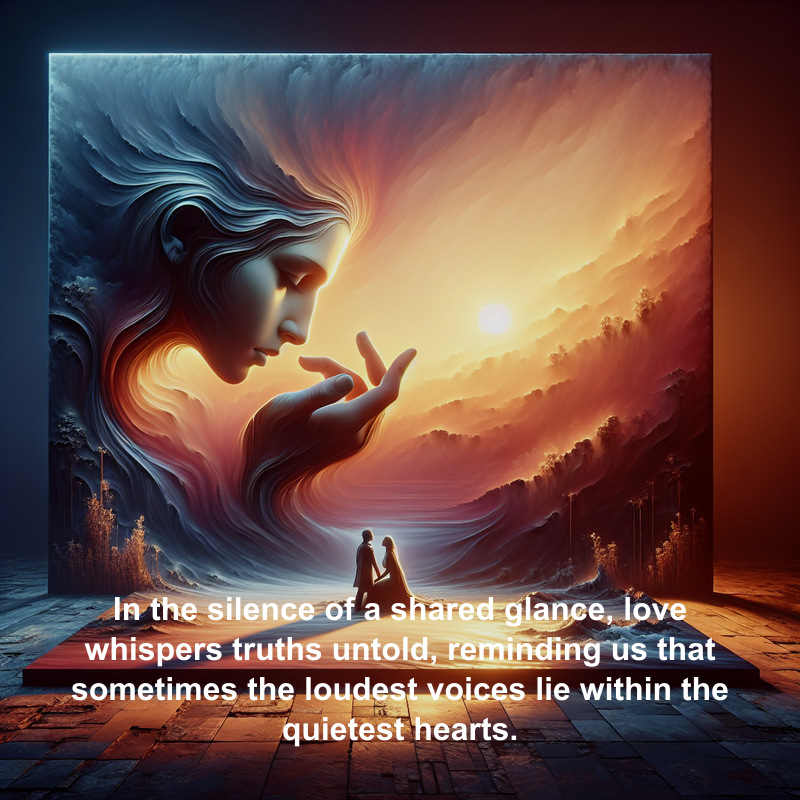 In the silence of a shared glance, love
whispers truths untold, reminding us that
sometimes the loudest voices lie within the
quietest hearts.